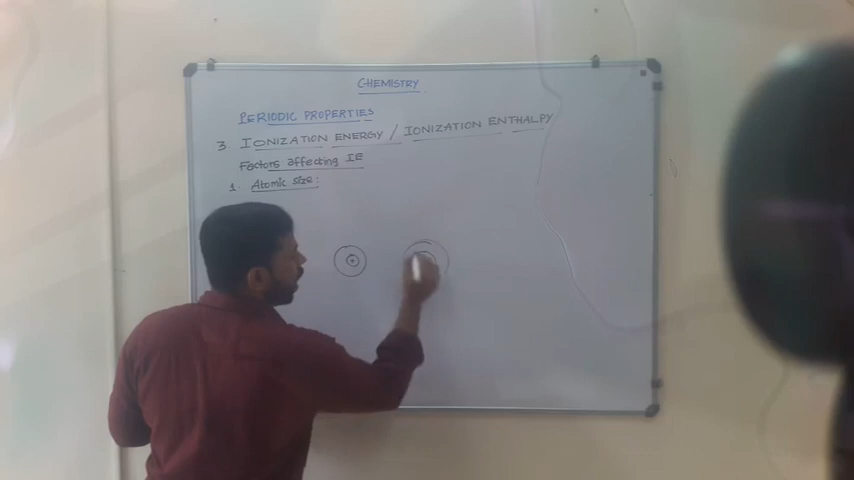 CHEMISTRY
PERIODIC PROPERTIES
3. IONIZATION ENERGY / IONIZATION ENTHALPY
Factors affecting IE
1. Atomic size: